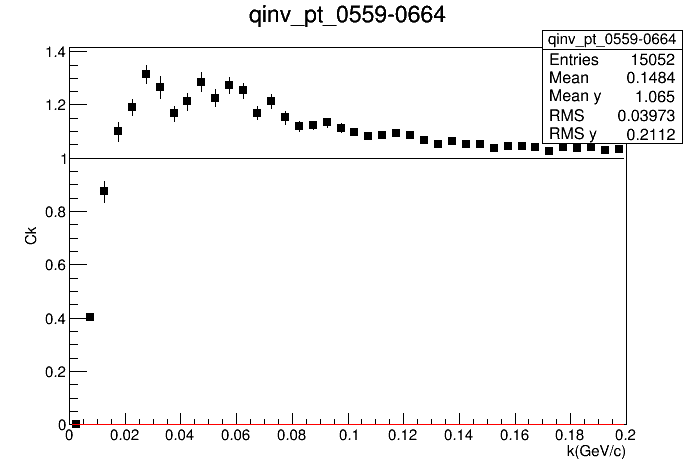 qinv_pt_0559-0664
qinv_pt_0559-0664
Entries 15052
Mean 0.1484
Mean y 1.065
RMS 0.03973
RMS y 0.2112
1.4
1.2
1
0.8
0.6
0.4
0.2
0
Ck
0 0.02 0.04 0.06 0.08 0.1 0.12 0.14 0.16 0.18 0.2
k(GeV/c)